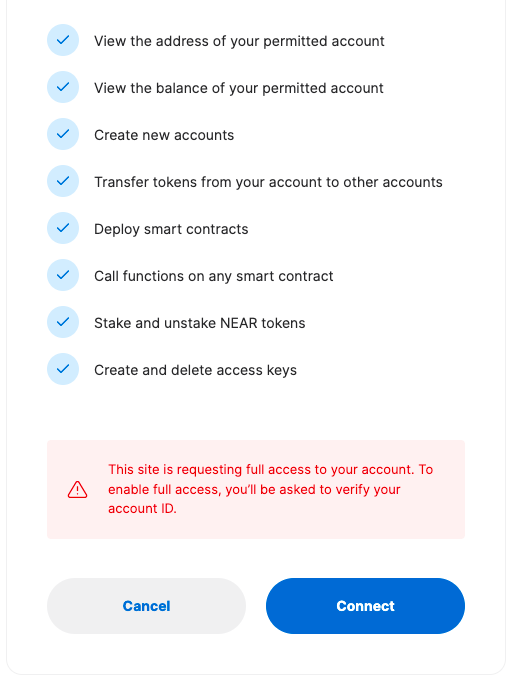 View the address of your permitted account
View the balance of your permitted account
Create new accounts
Transfer tokens from your account to other accounts
Deploy smart contracts
Call functions on any smart contract
Stake and unstake NEAR tokens
Create and delete access keys
This site is requesting full access to your account. To
enable full access, you’ll be asked to verify your
account ID.
Cancel
Connect